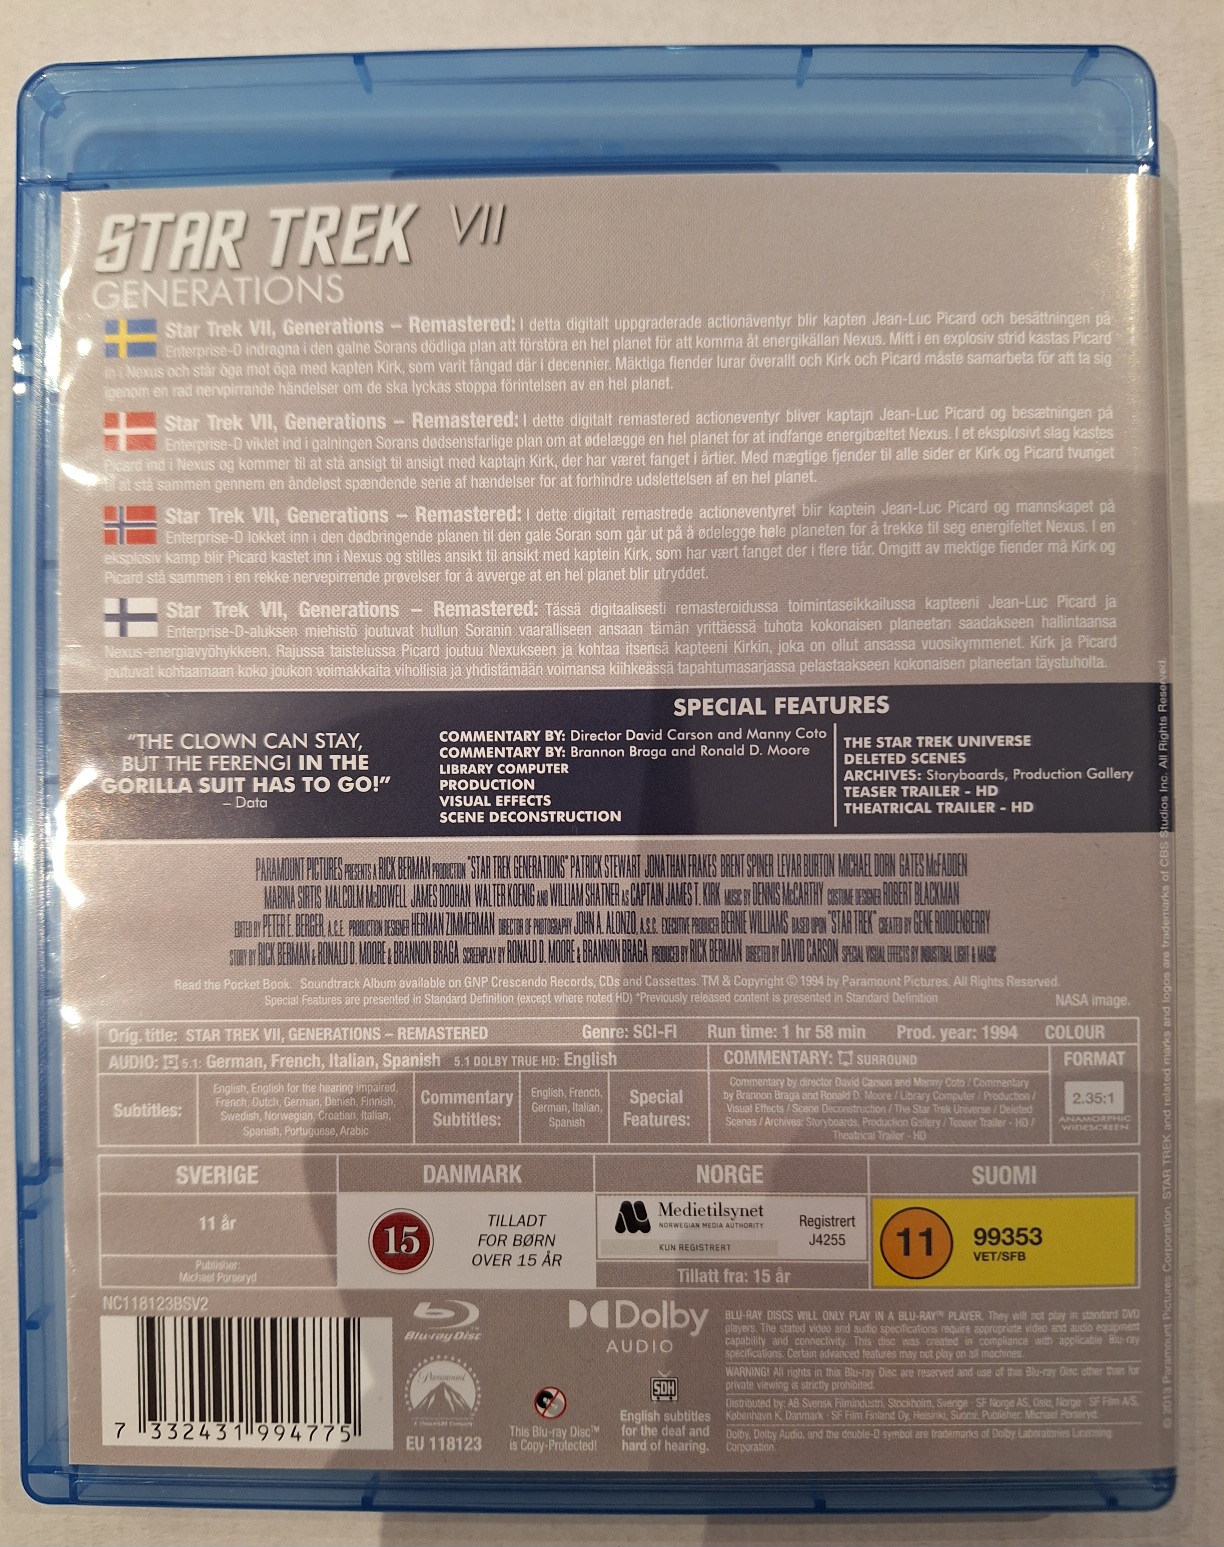 STAR TREK VII
GENERATIONS
Star Trek VII, Generations – Remastered: I detta digitalt uppgraderade actionäventyr blir kapten Jean-Luc Picard och besättningen på
Enterprise-D indragna i den galne Sorans dödliga plan att förstöra en hel planet för att komma åt energikällan Nexus. Mitt i en explosiv strid kastas Picard
in i Nexus och står öga mot öga med kapten Kirk, som varit fångad där i decennier. Mäktiga fiender lurar överallt och Kirk och Picard måste samarbeta för att ta sig
igenom en rad nervpirrande händelser om de ska lyckas stoppa förintelsen av en hel planet.
Star Trek VII, Generations – Remastered: I dette digitalt remastered actioneventyr bliver kaptajn Jean-Luc Picard og besætningen på
Enterprise-D viklet ind i galningen Sorans dødsensfarlige plan om at ødelægge en hel planet for at indfange energibæltet Nexus. I et eksplosivt slag kastes
Picard ind i Nexus og kommer til at stå ansigt til ansigt med kaptajn Kirk, der har været fanget i årtier. Med mægtige fjender til alle sider er Kirk og Picard tvunget
til at stå sammen gennem en åndeløst spændende serie af hændelser for at forhindre udslettelsen af en hel planet.
Star Trek VII, Generations – Remastered: I dette digitalt remastrede actioneventyret blir kaptein Jean-Luc Picard og mannskapet på
Enterprise-D lokket inn i den dødbringende planen til den gale Soran som går ut på å ødelegge hele planeten for å trekke til seg energifeltet Nexus. I en
eksplosiv kamp blir Picard kastet inn i Nexus og stilles ansikt til ansikt med kaptein Kirk, som har vært fanget der i flere tiår. Omgitt av mektige fiender må Kirk og
Picard stå sammen i en rekke nervepirrende prøvelser for å avverge at en hel planet blir utryddet.
Star Trek VII, Generations – Remastered: Tässä digitaalisesti remasteroidussa toimintaseikkailussa kapteeni Jean-Luc Picard ja
Enterprise-D-aluksen miehistö joutuvat hullun Soranin vaaralliseen ansaan tämän yrittäessä tuhota kokonaisen planeetan saadakseen hallintaansa
Nexus-energiavyöhykkeen. Rajussa taistelussa Picard joutuu Nexukseen ja kohtaa itsensä kapteeni Kirkin, joka on ollut ansassa vuosikymmenet. Kirk ja Picard
joutuvat kohtaamaan koko joukon voimakkaita vihollisia ja yhdistämään voimansa kiihkeässä tapahtumasarjassa pelastaakseen kokonaisen planeetan täystuholta.
"THE CLOWN CAN STAY,
BUT THE FERENGI IN THE
GORILLA SUIT HAS TO GO!"
– Data
SPECIAL FEATURES
COMMENTARY BY: Director David Carson and Manny Coto
COMMENTARY BY: Brannon Braga and Ronald D. Moore
LIBRARY COMPUTER
PRODUCTION
VISUAL EFFECTS
SCENE DECONSTRUCTION
THE STAR TREK UNIVERSE
DELETED SCENES
ARCHIVES: Storyboards, Production Gallery
TEASER TRAILER - HD
THEATRICAL TRAILER - HD
PARAMOUNT PICTURES PRESENTS A RICK BERMAN PRODUCTION "STAR TREK GENERATIONS" PATRICK STEWART JONATHAN FRAKES BRENT SPINER LEVAR BURTON MICHAEL DORN GATES McFADDEN
MARINA SIRTIS MALCOLM McDOWELL JAMES DOOHAN WALTER KOENIG AND WILLIAM SHATNER AS CAPTAIN JAMES T. KIRK MUSIC BY DENNIS McCARTHY COSTUME DESIGNER ROBERT BLACKMAN
EDITED BY PETER E. BERGER, A.C.E. PRODUCTION DESIGNER HERMAN ZIMMERMAN DIRECTOR OF PHOTOGRAPHY JOHN A. ALONZO, A.S.C. EXECUTIVE PRODUCER BERNIE WILLIAMS BASED UPON "STAR TREK" CREATED BY GENE RODDENBERRY
STORY BY RICK BERMAN & RONALD D. MOORE & BRANNON BRAGA SCREENPLAY BY RONALD D. MOORE & BRANNON BRAGA PRODUCED BY RICK BERMAN DIRECTED BY DAVID CARSON SPECIAL VISUAL EFFECTS BY INDUSTRIAL LIGHT & MAGIC
Read the Pocket Book. Soundtrack Album available on GNP Crescendo Records, CDs and Cassettes. TM & Copyright © 1994 by Paramount Pictures. All Rights Reserved.
Special Features are presented in Standard Definition (except where noted HD) *Previously released content is presented in Standard Definition
NASA image.
Orig. title: STAR TREK VII, GENERATIONS – REMASTERED Genre: SCI-FI Run time: 1 hr 58 min Prod. year: 1994 COLOUR
AUDIO: 5.1: German, French, Italian, Spanish 5.1 DOLBY TRUE HD: English
COMMENTARY: SURROUND
FORMAT
2.35:1
ANAMORPHIC
WIDESCREEN
Subtitles:
English, English for the hearing impaired,
French, Dutch, German, Danish, Finnish,
Swedish, Norwegian, Croatian, Italian,
Spanish, Portuguese, Arabic
Commentary
Subtitles:
English, French,
German, Italian,
Spanish
Special
Features:
Commentary by director David Carson and Manny Coto / Commentary
by Brannon Braga and Ronald D. Moore / Library Computer / Production /
Visual Effects / Scene Deconstruction / The Star Trek Universe / Deleted
Scenes / Archives: Storyboards, Production Gallery / Teaser Trailer - HD /
Theatrical Trailer - HD
SVERIGE
11 år
Publisher:
Michael Porseryd
DANMARK
15
TILLADT
FOR BØRN
OVER 15 ÅR
NORGE
Medietilsynet
NORWEGIAN MEDIA AUTHORITY
KUN REGISTRERT
Registrert
J4255
Tillatt fra: 15 år
SUOMI
11
99353
VET/SFB
NC118123BSV2
7 332431 994775
Blu-ray Disc
Paramount
EU 118123
This Blu-ray Disc™
is Copy-Protected!
Dolby
AUDIO
SDH
English subtitles
for the deaf and
hard of hearing.
BLU-RAY DISCS WILL ONLY PLAY IN A BLU-RAY™ PLAYER. They will not play in standard DVD
players. The stated video and audio specifications require appropriate video and audio equipment
capability and connectivity. This disc was created in compliance with applicable Blu-ray
specifications. Certain advanced features may not play on all machines.
WARNING! All rights in this Blu-ray Disc are reserved and use of this Blu-ray Disc other than for
private viewing is strictly prohibited.
Distributed by: AB Svensk Filmindustri, Stockholm, Sverige · SF Norge AS, Oslo, Norge · SF Film A/S,
København K, Danmark · SF Film Finland Oy, Helsinki, Suomi. Publisher: Michael Porseryd.
Dolby, Dolby Audio, and the double-D symbol are trademarks of Dolby Laboratories Licensing
Corporation.
© 2013 Paramount Pictures Corporation. STAR TREK and related marks and logos are trademarks of CBS Studios Inc. All Rights Reserved.